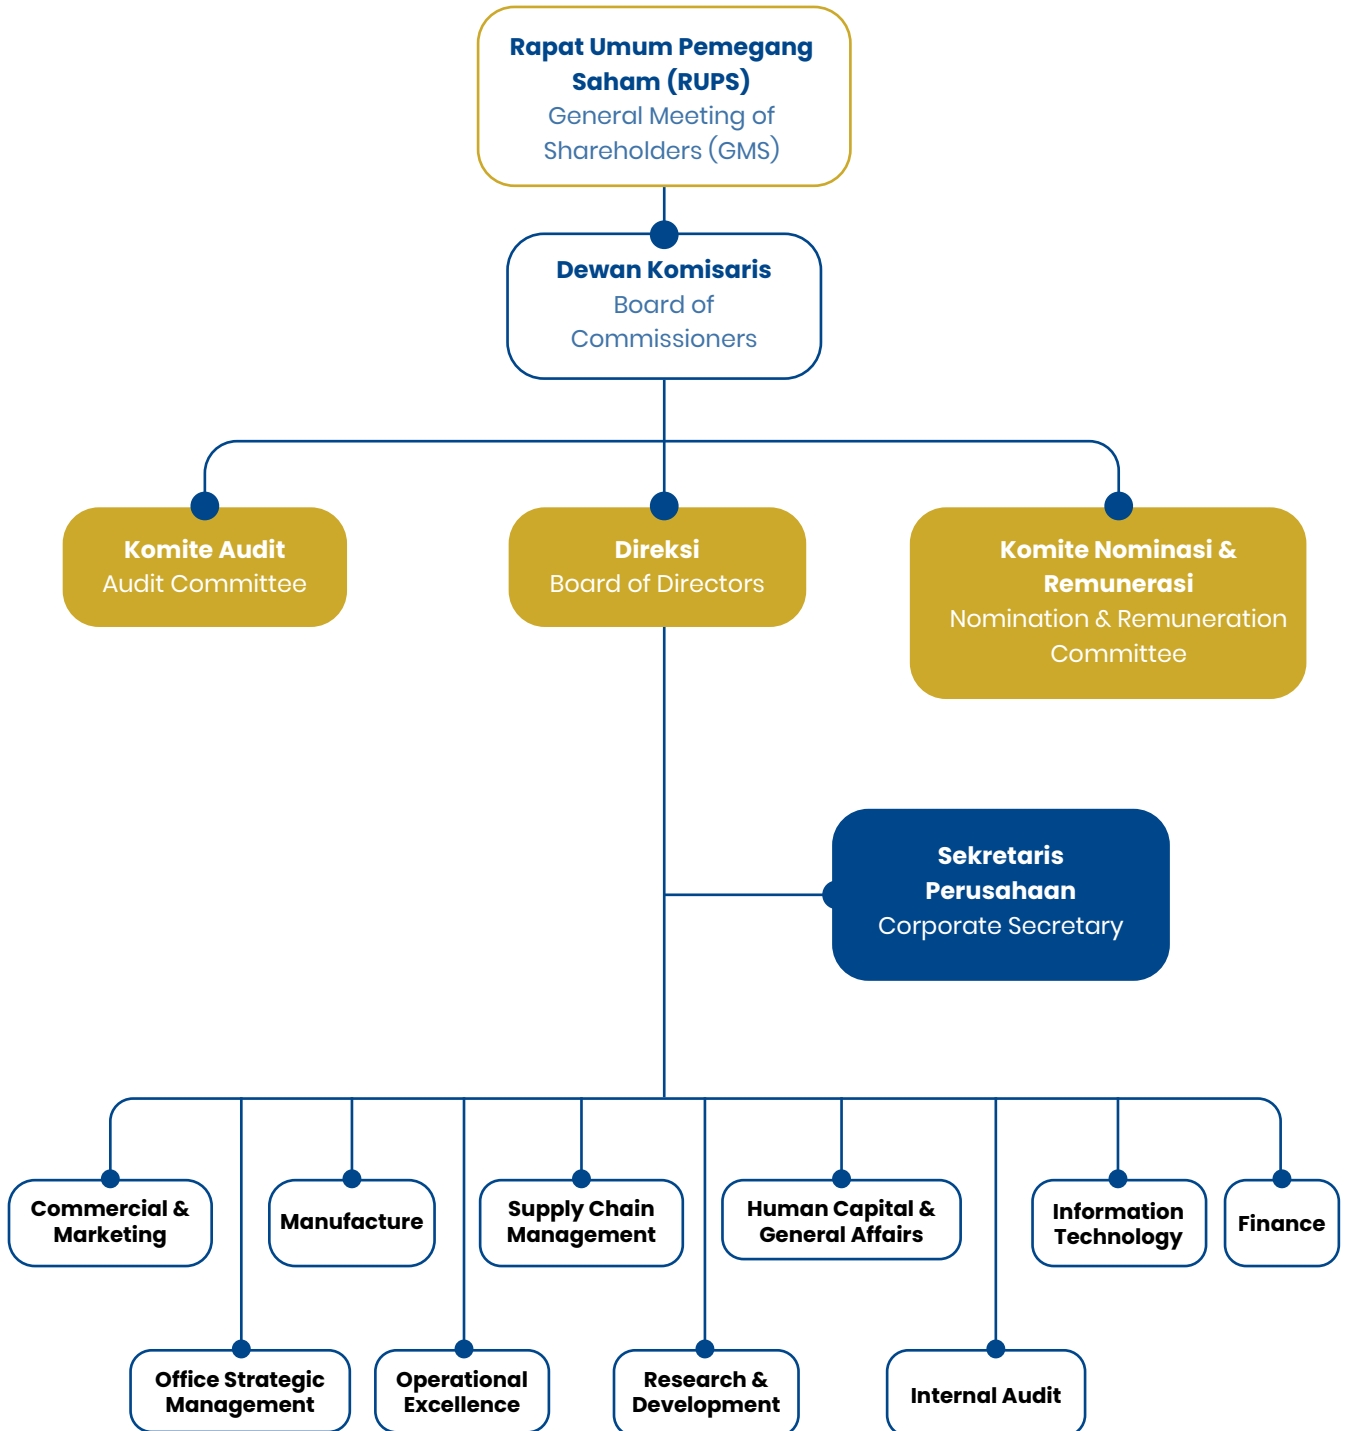 Rapat Umum Pemegang
Saham (RUPS)
General Meeting of
Shareholders (GMS)
Dewan Komisaris
Board of
Commissioners
Komite Audit
Audit Committee
Direksi
Board of Directors
Komite Nominasi &
Remunerasi
Nomination & Remuneration
Committee
Sekretaris
Perusahaan
Corporate Secretary
Commercial &
Marketing
Manufacture
Supply Chain
Management
Human Capital &
General Affairs
Information
Technology
Finance
Office Strategic
Management
Operational
Excellence
Research &
Development
Internal Audit